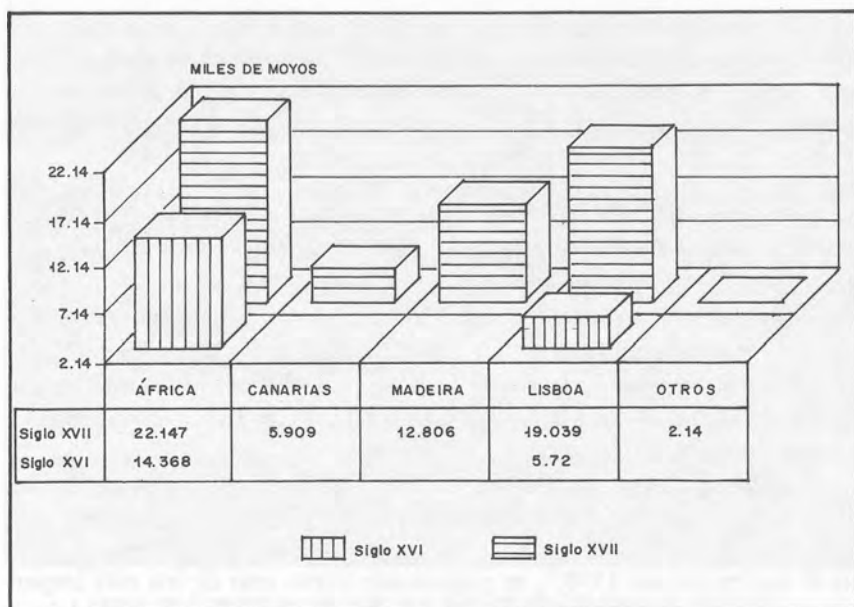 MILES DE MOYOS
22.14
17.14
12.14
7.14
2.14
ÁFRICA CANARIAS MADEIRA LISBOA OTROS
Siglo XVII 22.147 5.909 12.806 19.039 2.14
Siglo XVI 14.368 5.72
Siglo XVI Siglo XVII